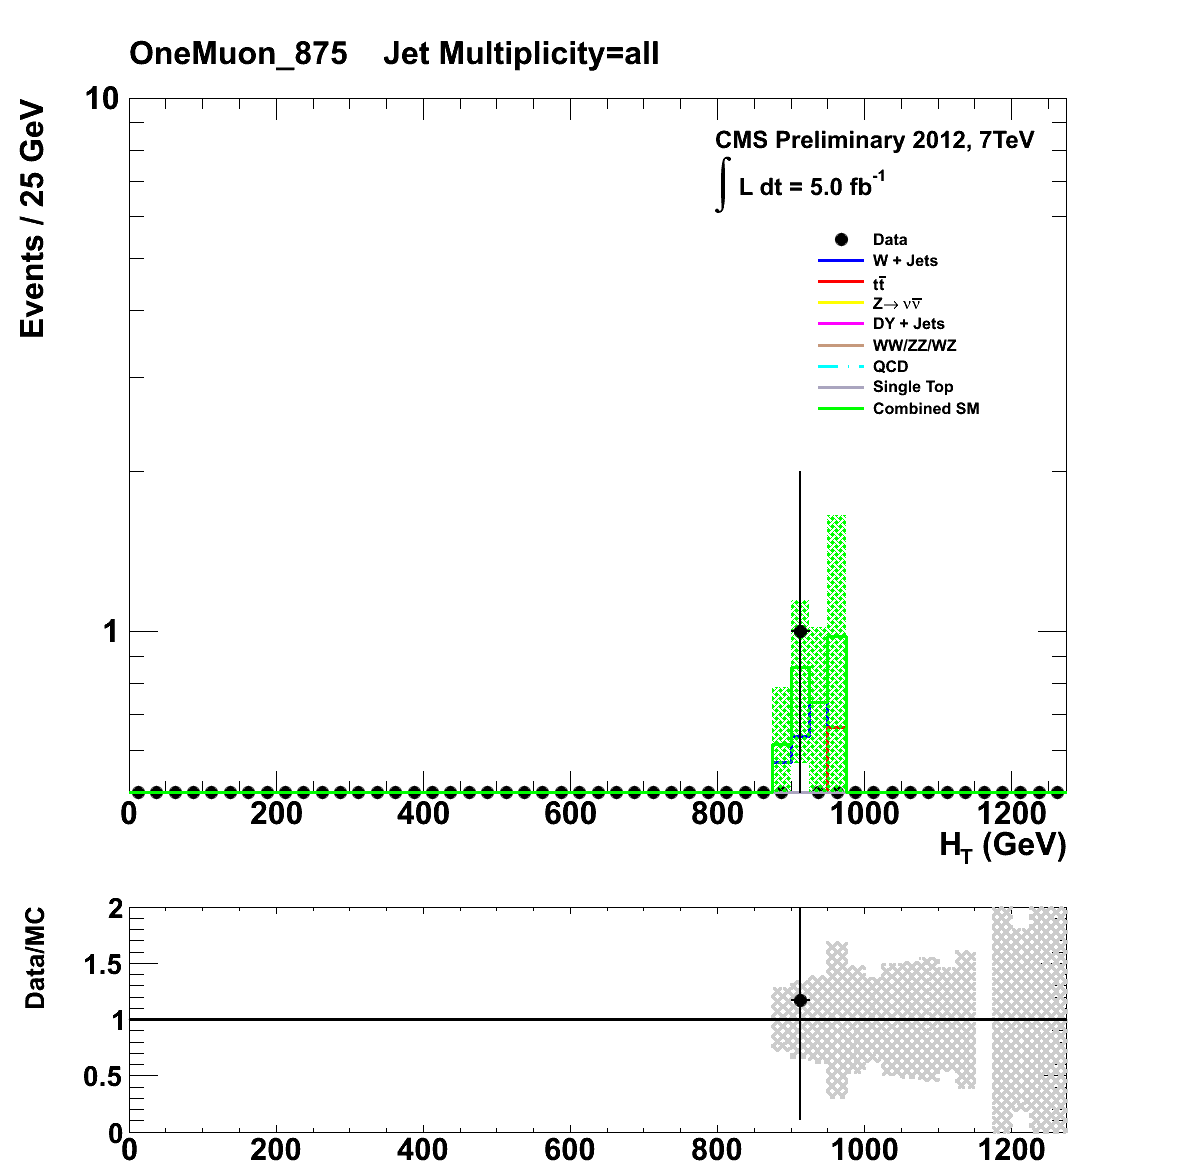 OneMuon_875 Jet Multiplicity=all
Events / 25 GeV
10
1
CMS Preliminary 2012, 7TeV
∫ L dt = 5.0 fb⁻¹
Data
W + Jets
tt̅
Z→ νν̅
DY + Jets
WW/ZZ/WZ
QCD
Single Top
Combined SM
0 200 400 600 800 1000 1200
H_T (GeV)
Data/MC
2
1.5
1
0.5
0
0 200 400 600 800 1000 1200